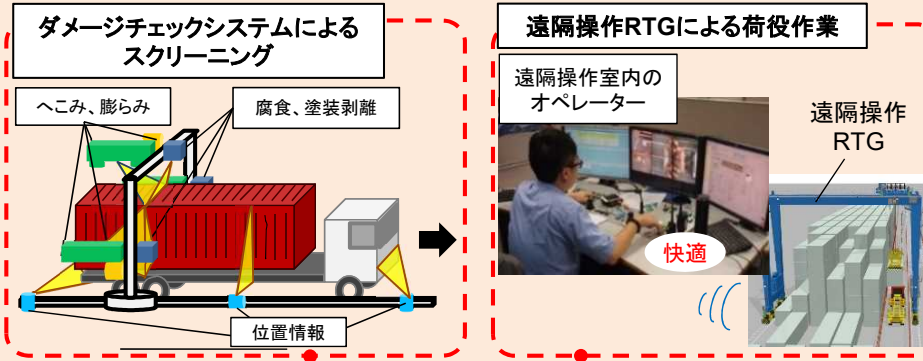 ダメージチェックシステムによる
スクリーニング
へこみ、膨らみ
腐食、塗装剥離
位置情報
遠隔操作RTGによる荷役作業
遠隔操作室内の
オペレーター
快適
遠隔操作
RTG